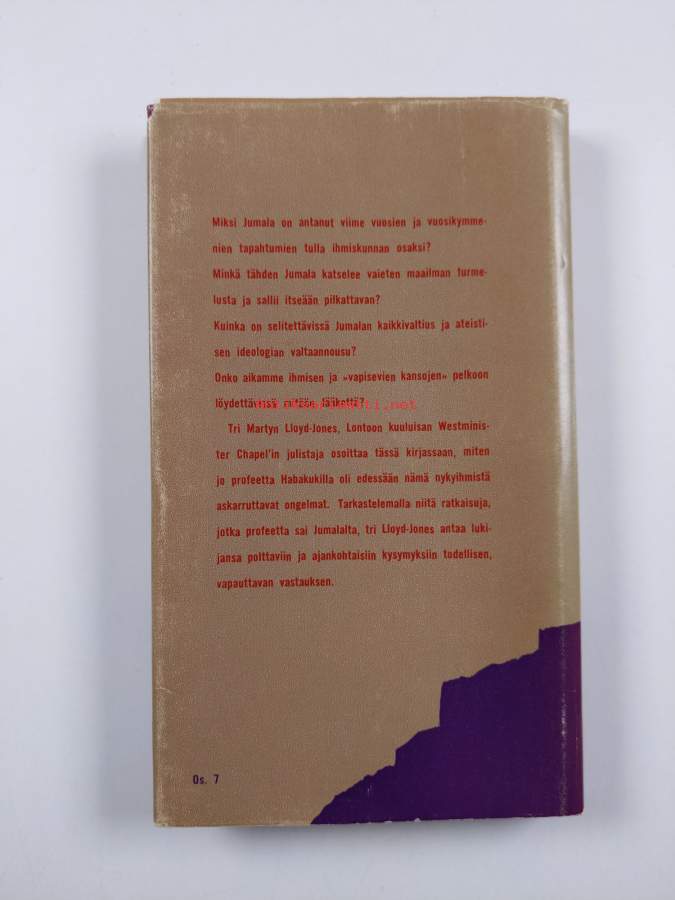 Miksi Jumala on antanut viime vuosien ja vuosikymme-
nien tapahtumien tulla ihmiskunnan osaksi?
Minkä tähden Jumala katselee vaieten maailman turme-
lusta ja sallii itseään pilkattavan?
Kuinka on selitettävissä Jumalan kaikkivaltius ja ateisti-
sen ideologian valtaannousu?
Onko aikamme ihmisen ja »vapisevien kansojen» pelkoon
löydettävissä mitään lääkettä?
Tri Martyn Lloyd-Jones, Lontoon kuuluisan Westminis-
ter Chapel'in julistaja osoittaa tässä kirjassaan, miten
jo profeetta Habakukilla oli edessään nämä nykyihmistä
askarruttavat ongelmat. Tarkastelemalla niitä ratkaisuja,
jotka profeetta sai Jumalalta, tri Lloyd-Jones antaa luki-
jansa polttaviin ja ajankohtaisiin kysymyksiin todellisen,
vapauttavan vastauksen.
Os. 7